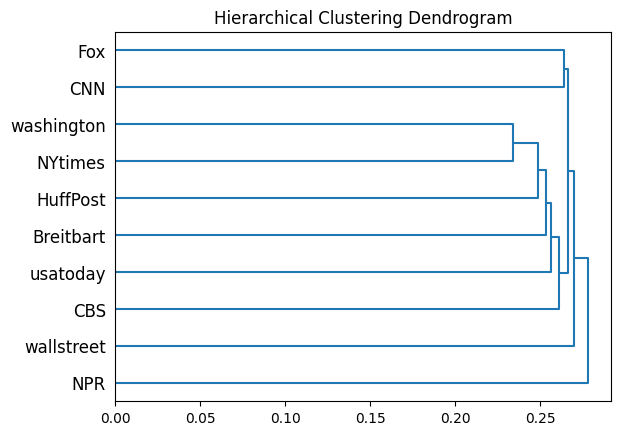 Hierarchical Clustering Dendrogram
Fox
CNN
washington
NYtimes
HuffPost
Breitbart
usatoday
CBS
wallstreet
NPR
0.00 0.05 0.10 0.15 0.20 0.25